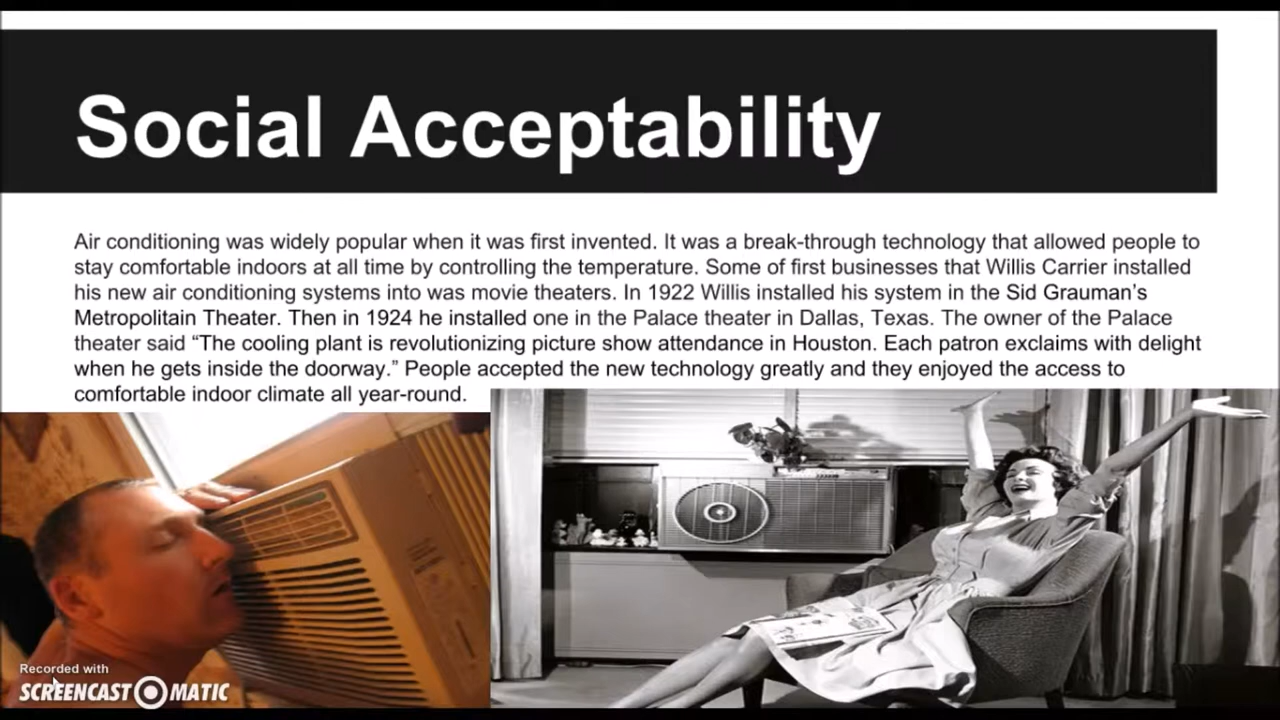 Social Acceptability
Air conditioning was widely popular when it was first invented. It was a break-through technology that allowed people to
stay comfortable indoors at all time by controlling the temperature. Some of first businesses that Willis Carrier installed
his new air conditioning systems into was movie theaters. In 1922 Willis installed his system in the Sid Grauman’s
Metropolitain Theater. Then in 1924 he installed one in the Palace theater in Dallas, Texas. The owner of the Palace
theater said “The cooling plant is revolutionizing picture show attendance in Houston. Each patron exclaims with delight
when he gets inside the doorway.” People accepted the new technology greatly and they enjoyed the access to
comfortable indoor climate all year-round.
Recorded with
SCREENCAST O MATIC